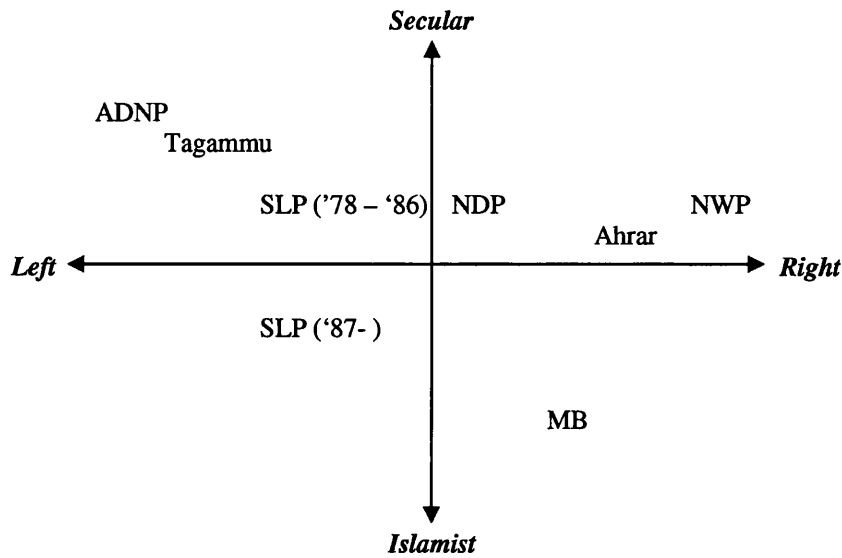 Secular
ADNP
Tagammu
SLP ('78 – ‘86) NDP NWP
Ahrar
Left Right
SLP (‘87- )
MB
Islamist